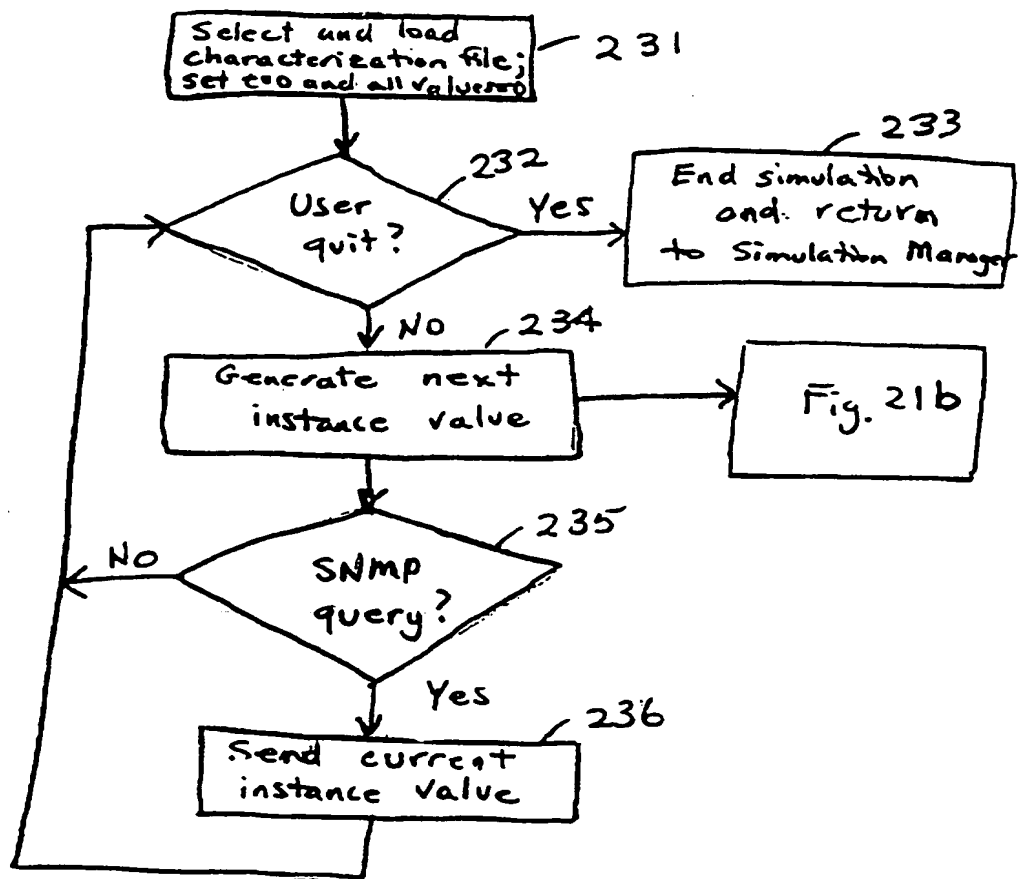 Select and load
characterization file;
set t=0 and all values=0
231
232
User
quit?
Yes
233
End simulation
and return
to Simulation Manager
No
234
Generate next
instance value
Fig. 21b
235
SNMP
query?
No
Yes
236
Send current
instance value